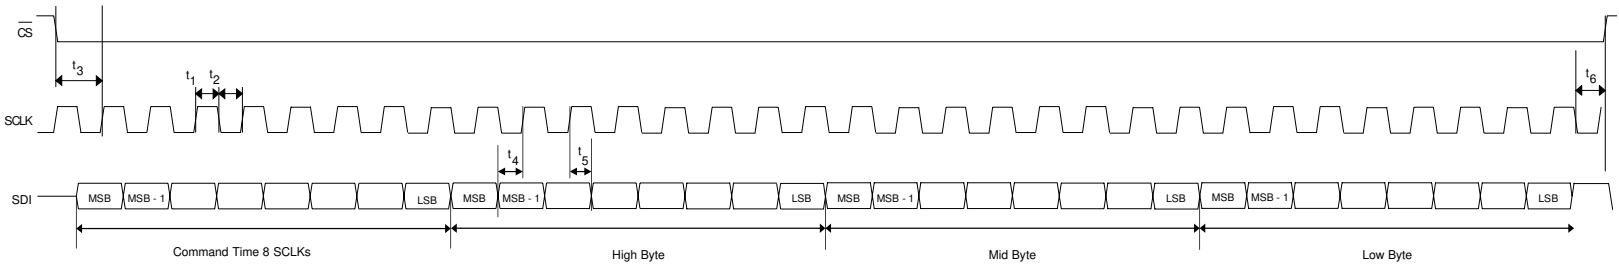 CS
t3
t1 t2
t6
SCLK
t4 t5
SDI MSB MSB - 1 LSB MSB MSB - 1 LSB MSB MSB - 1 LSB MSB MSB - 1 LSB
Command Time 8 SCLKs High Byte Mid Byte Low Byte